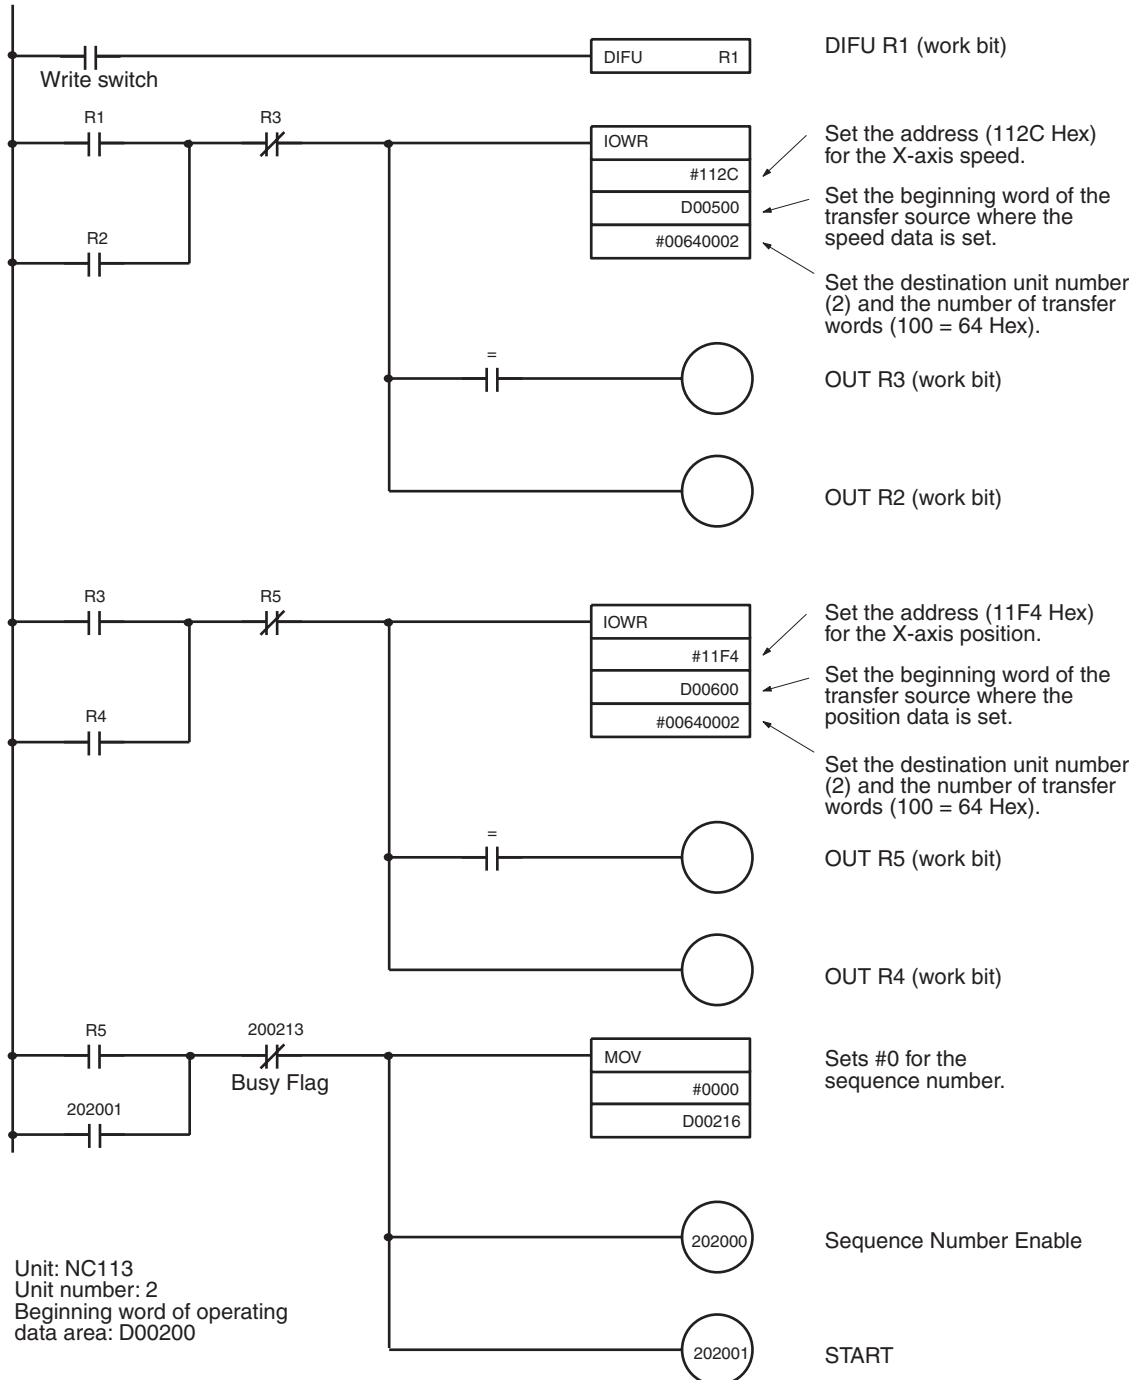 DIFU R1
DIFU R1 (work bit)
Write switch
R1
R3
IOWR
#112C
D00500
#00640002
Set the address (112C Hex)
for the X-axis speed.
Set the beginning word of the
transfer source where the
speed data is set.
Set the destination unit number
(2) and the number of transfer
words (100 = 64 Hex).
R2
=
OUT R3 (work bit)
OUT R2 (work bit)
R3
R5
IOWR
#11F4
D00600
#00640002
Set the address (11F4 Hex)
for the X-axis position.
Set the beginning word of the
transfer source where the
position data is set.
Set the destination unit number
(2) and the number of transfer
words (100 = 64 Hex).
R4
=
OUT R5 (work bit)
OUT R4 (work bit)
R5
200213
Busy Flag
MOV
#0000
D00216
Sets #0 for the
sequence number.
202001
202000
Sequence Number Enable
Unit: NC113
Unit number: 2
Beginning word of operating
data area: D00200
202001
START